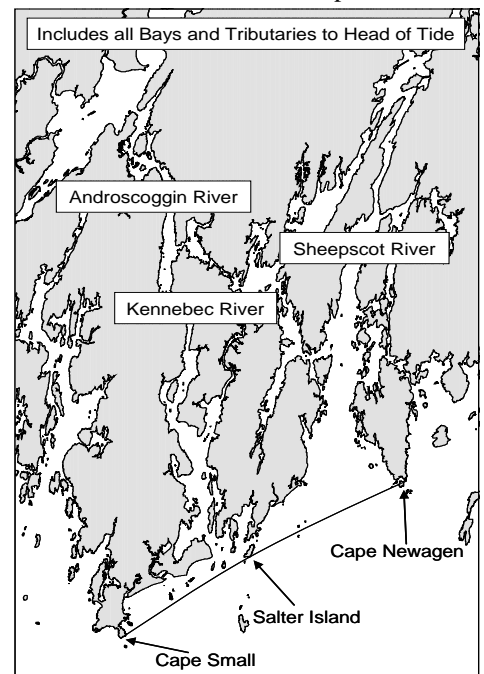 Includes all Bays and Tributaries to Head of Tide
Androscoggin River
Sheepscot River
Kennebec River
Cape Newagen
Salter Island
Cape Small